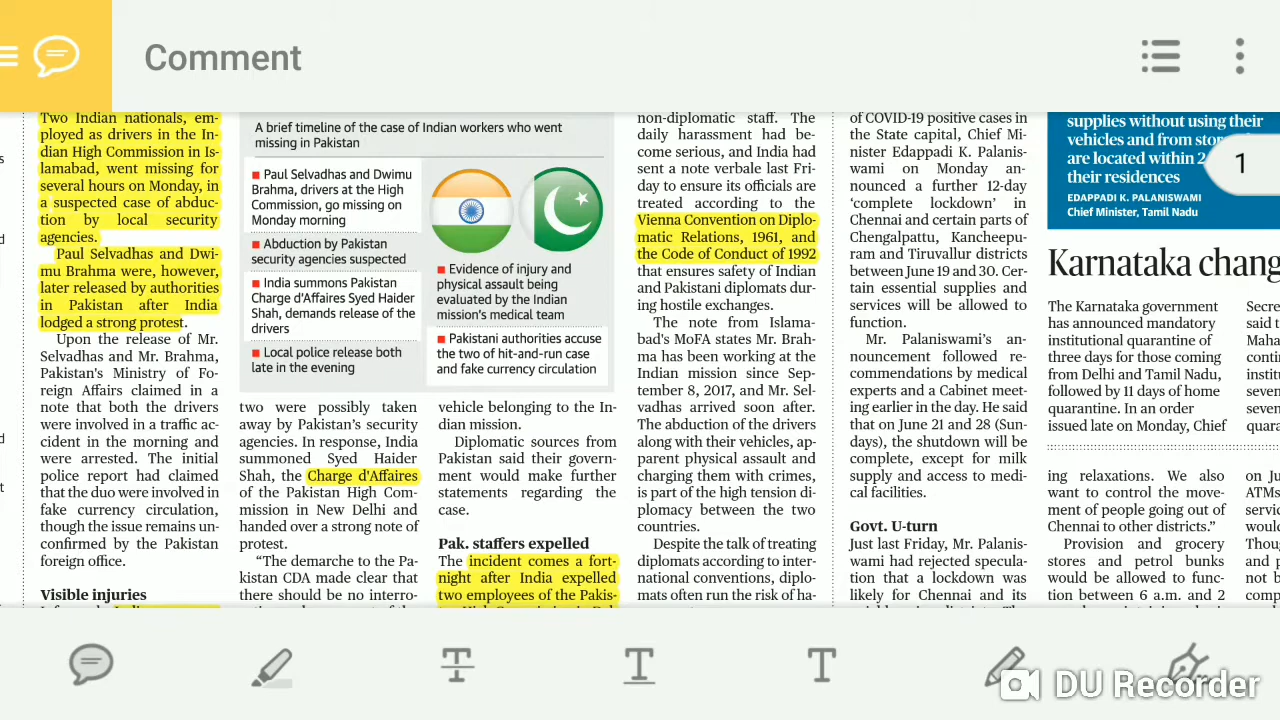 Comment
1
Two Indian nationals, em-
ployed as drivers in the In-
dian High Commission in Is-
lamabad, went missing for
several hours on Monday, in
a suspected case of abduc-
tion by local security
agencies.
Paul Selvadhas and Dwi-
mu Brahma were, however,
later released by authorities
in Pakistan after India
lodged a strong protest.
Upon the release of Mr.
Selvadhas and Mr. Brahma,
Pakistan's Ministry of Fo-
reign Affairs claimed in a
note that both the drivers
were involved in a traffic ac-
cident in the morning and
were arrested. The initial
police report had claimed
that the duo were involved in
fake currency circulation,
though the issue remains un-
confirmed by the Pakistan
foreign office.
Visible injuries
A brief timeline of the case of Indian workers who went
missing in Pakistan
Paul Selvadhas and Dwimu
Brahma, drivers at the High
Commission, go missing on
Monday morning
Abduction by Pakistan
security agencies suspected
India summons Pakistan
Charge d'Affaires Syed Haider
Shah, demands release of the
drivers
Local police release both
late in the evening
Evidence of injury and
physical assault being
evaluated by the Indian
mission's medical team
Pakistani authorities accuse
the two of hit-and-run case
and fake currency circulation
two were possibly taken
away by Pakistan's security
agencies. In response, India
summoned Syed Haider
Shah, the Charge d'Affaires
of the Pakistan High Com-
mission in New Delhi and
handed over a strong note of
protest.
"The demarche to the Pa-
kistan CDA made clear that
there should be no interro-
vehicle belonging to the In-
dian mission.
Diplomatic sources from
Pakistan said their govern-
ment would make further
statements regarding the
case.
Pak. staffers expelled
The incident comes a fort-
night after India expelled
two employees of the Pakis-
non-diplomatic staff. The
daily harassment had be-
come serious, and India had
sent a note verbale last Fri-
day to ensure its officials are
treated according to the
Vienna Convention on Diplo-
matic Relations, 1961, and
the Code of Conduct of 1992
that ensures safety of Indian
and Pakistani diplomats dur-
ing hostile exchanges.
The note from Islama-
bad's MoFA states Mr. Brah-
ma has been working at the
Indian mission since Sep-
tember 8, 2017, and Mr. Sel-
vadhas arrived soon after.
The abduction of the drivers
along with their vehicles, ap-
parent physical assault and
charging them with crimes,
is part of the high tension di-
plomacy between the two
countries.
Despite the talk of treating
diplomats according to inter-
national conventions, diplo-
mats often run the risk of ha-
of COVID-19 positive cases in
the State capital, Chief Mi-
nister Edappadi K. Palanis-
wami on Monday an-
nounced a further 12-day
'complete lockdown' in
Chennai and certain parts of
Chengalpattu, Kancheepu-
ram and Tiruvallur districts
between June 19 and 30. Cer-
tain essential supplies and
services will be allowed to
function.
Mr. Palaniswami's an-
nouncement followed re-
commendations by medical
experts and a Cabinet meet-
ing earlier in the day. He said
that on June 21 and 28 (Sun-
days), the shutdown will be
complete, except for milk
supply and access to medi-
cal facilities.
Govt. U-turn
Just last Friday, Mr. Palanis-
wami had rejected specula-
tion that a lockdown was
likely for Chennai and its
supplies without using their
vehicles and from
are located within 2
their residences
EDAPPADI K. PALANISWAMI
Chief Minister, Tamil Nadu
Karnataka chang
The Karnataka government
has announced mandatory
institutional quarantine of
three days for those coming
from Delhi and Tamil Nadu,
followed by 11 days of home
quarantine. In an order
issued late on Monday, Chief
ing relaxations. We also
want to control the move-
ment of people going out of
Chennai to other districts."
Provision and grocery
stores and petrol bunks
would be allowed to func-
tion between 6 a.m. and 2
Secre
said t
Maha
conti
instit
seven
seven
quara
on Ju
ATMs
servic
would
Thou
and p
not b
comp
T
T
T
DU Recorder